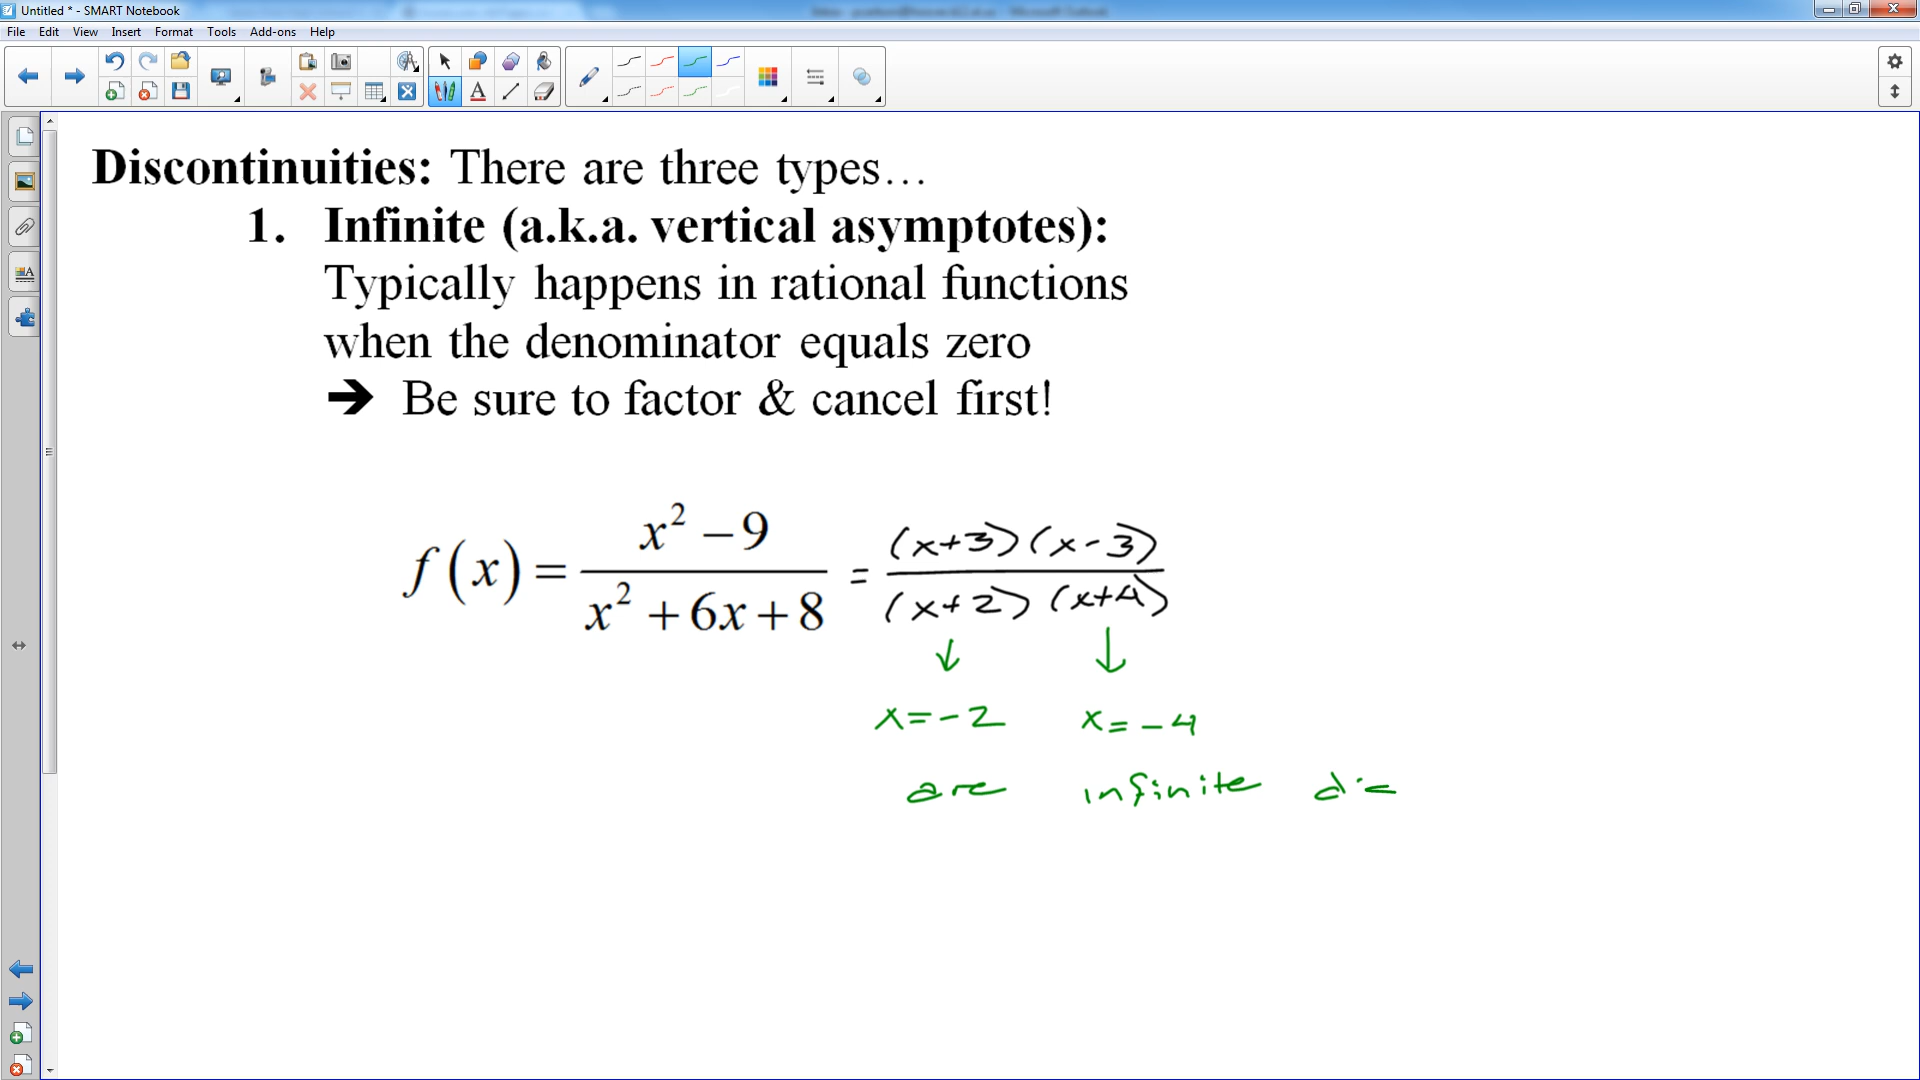 Untitled * - SMART Notebook
File Edit View Insert Format Tools Add-ons Help
Discontinuities: There are three types…
1. Infinite (a.k.a. vertical asymptotes):
Typically happens in rational functions
when the denominator equals zero
➔ Be sure to factor & cancel first!
f(x) = (x² − 9)/(x² + 6x + 8) = ((x+3)(x-3))/((x+2)(x+4))
↓ ↓
x=-2 x=-4
are infinite